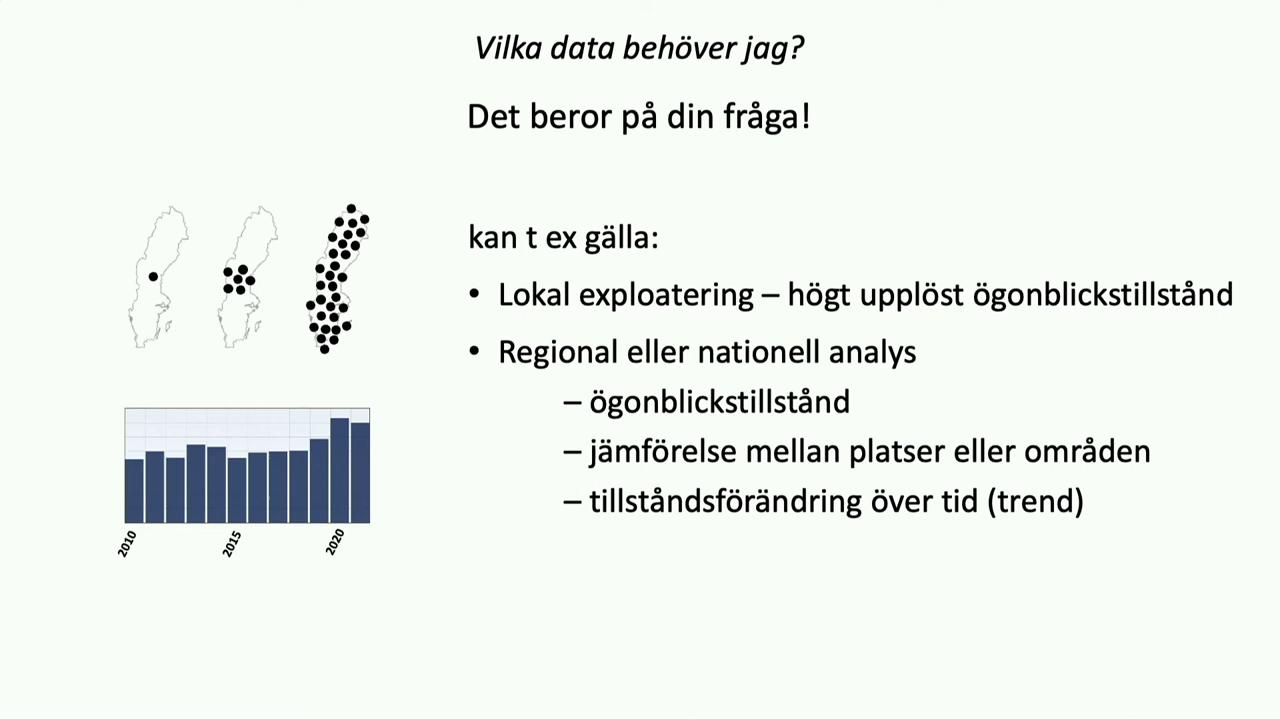 Vilka data behöver jag?
Det beror på din fråga!
kan t ex gälla:
• Lokal exploatering – högt upplöst ögonblickstillstånd
• Regional eller nationell analys
– ögonblickstillstånd
– jämförelse mellan platser eller områden
– tillståndsförändring över tid (trend)
2010
2015
2020